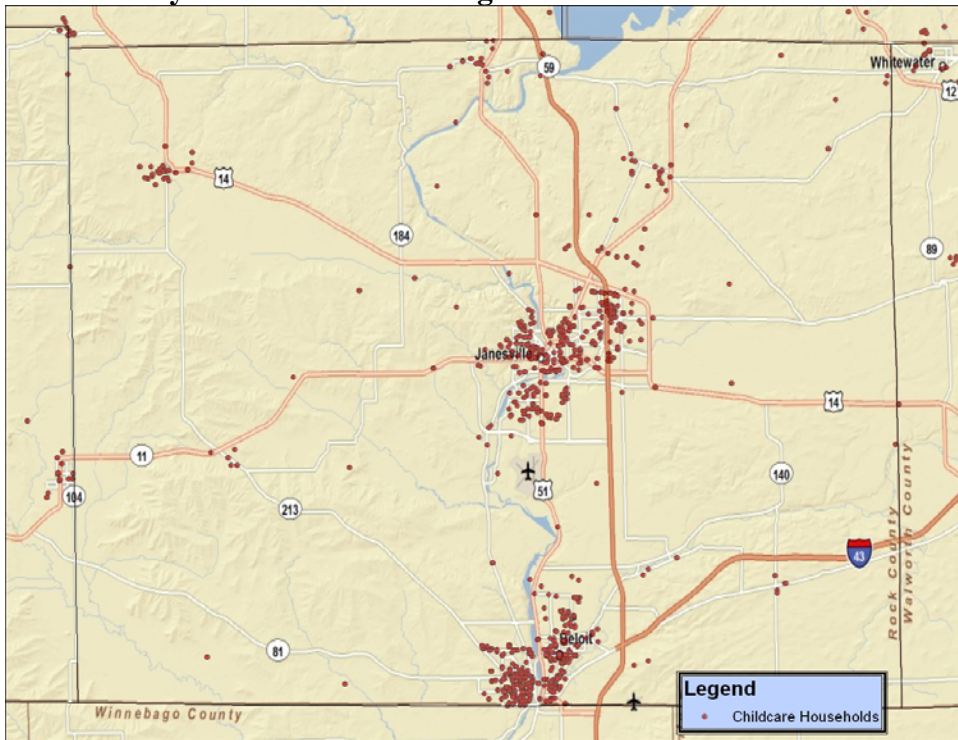 59
Whitewater
12
14
184
89
Janesville
14
11
104
51
140
213
43
Rock County
Walworth County
Beloit
81
Legend
Childcare Households
Winnebago County